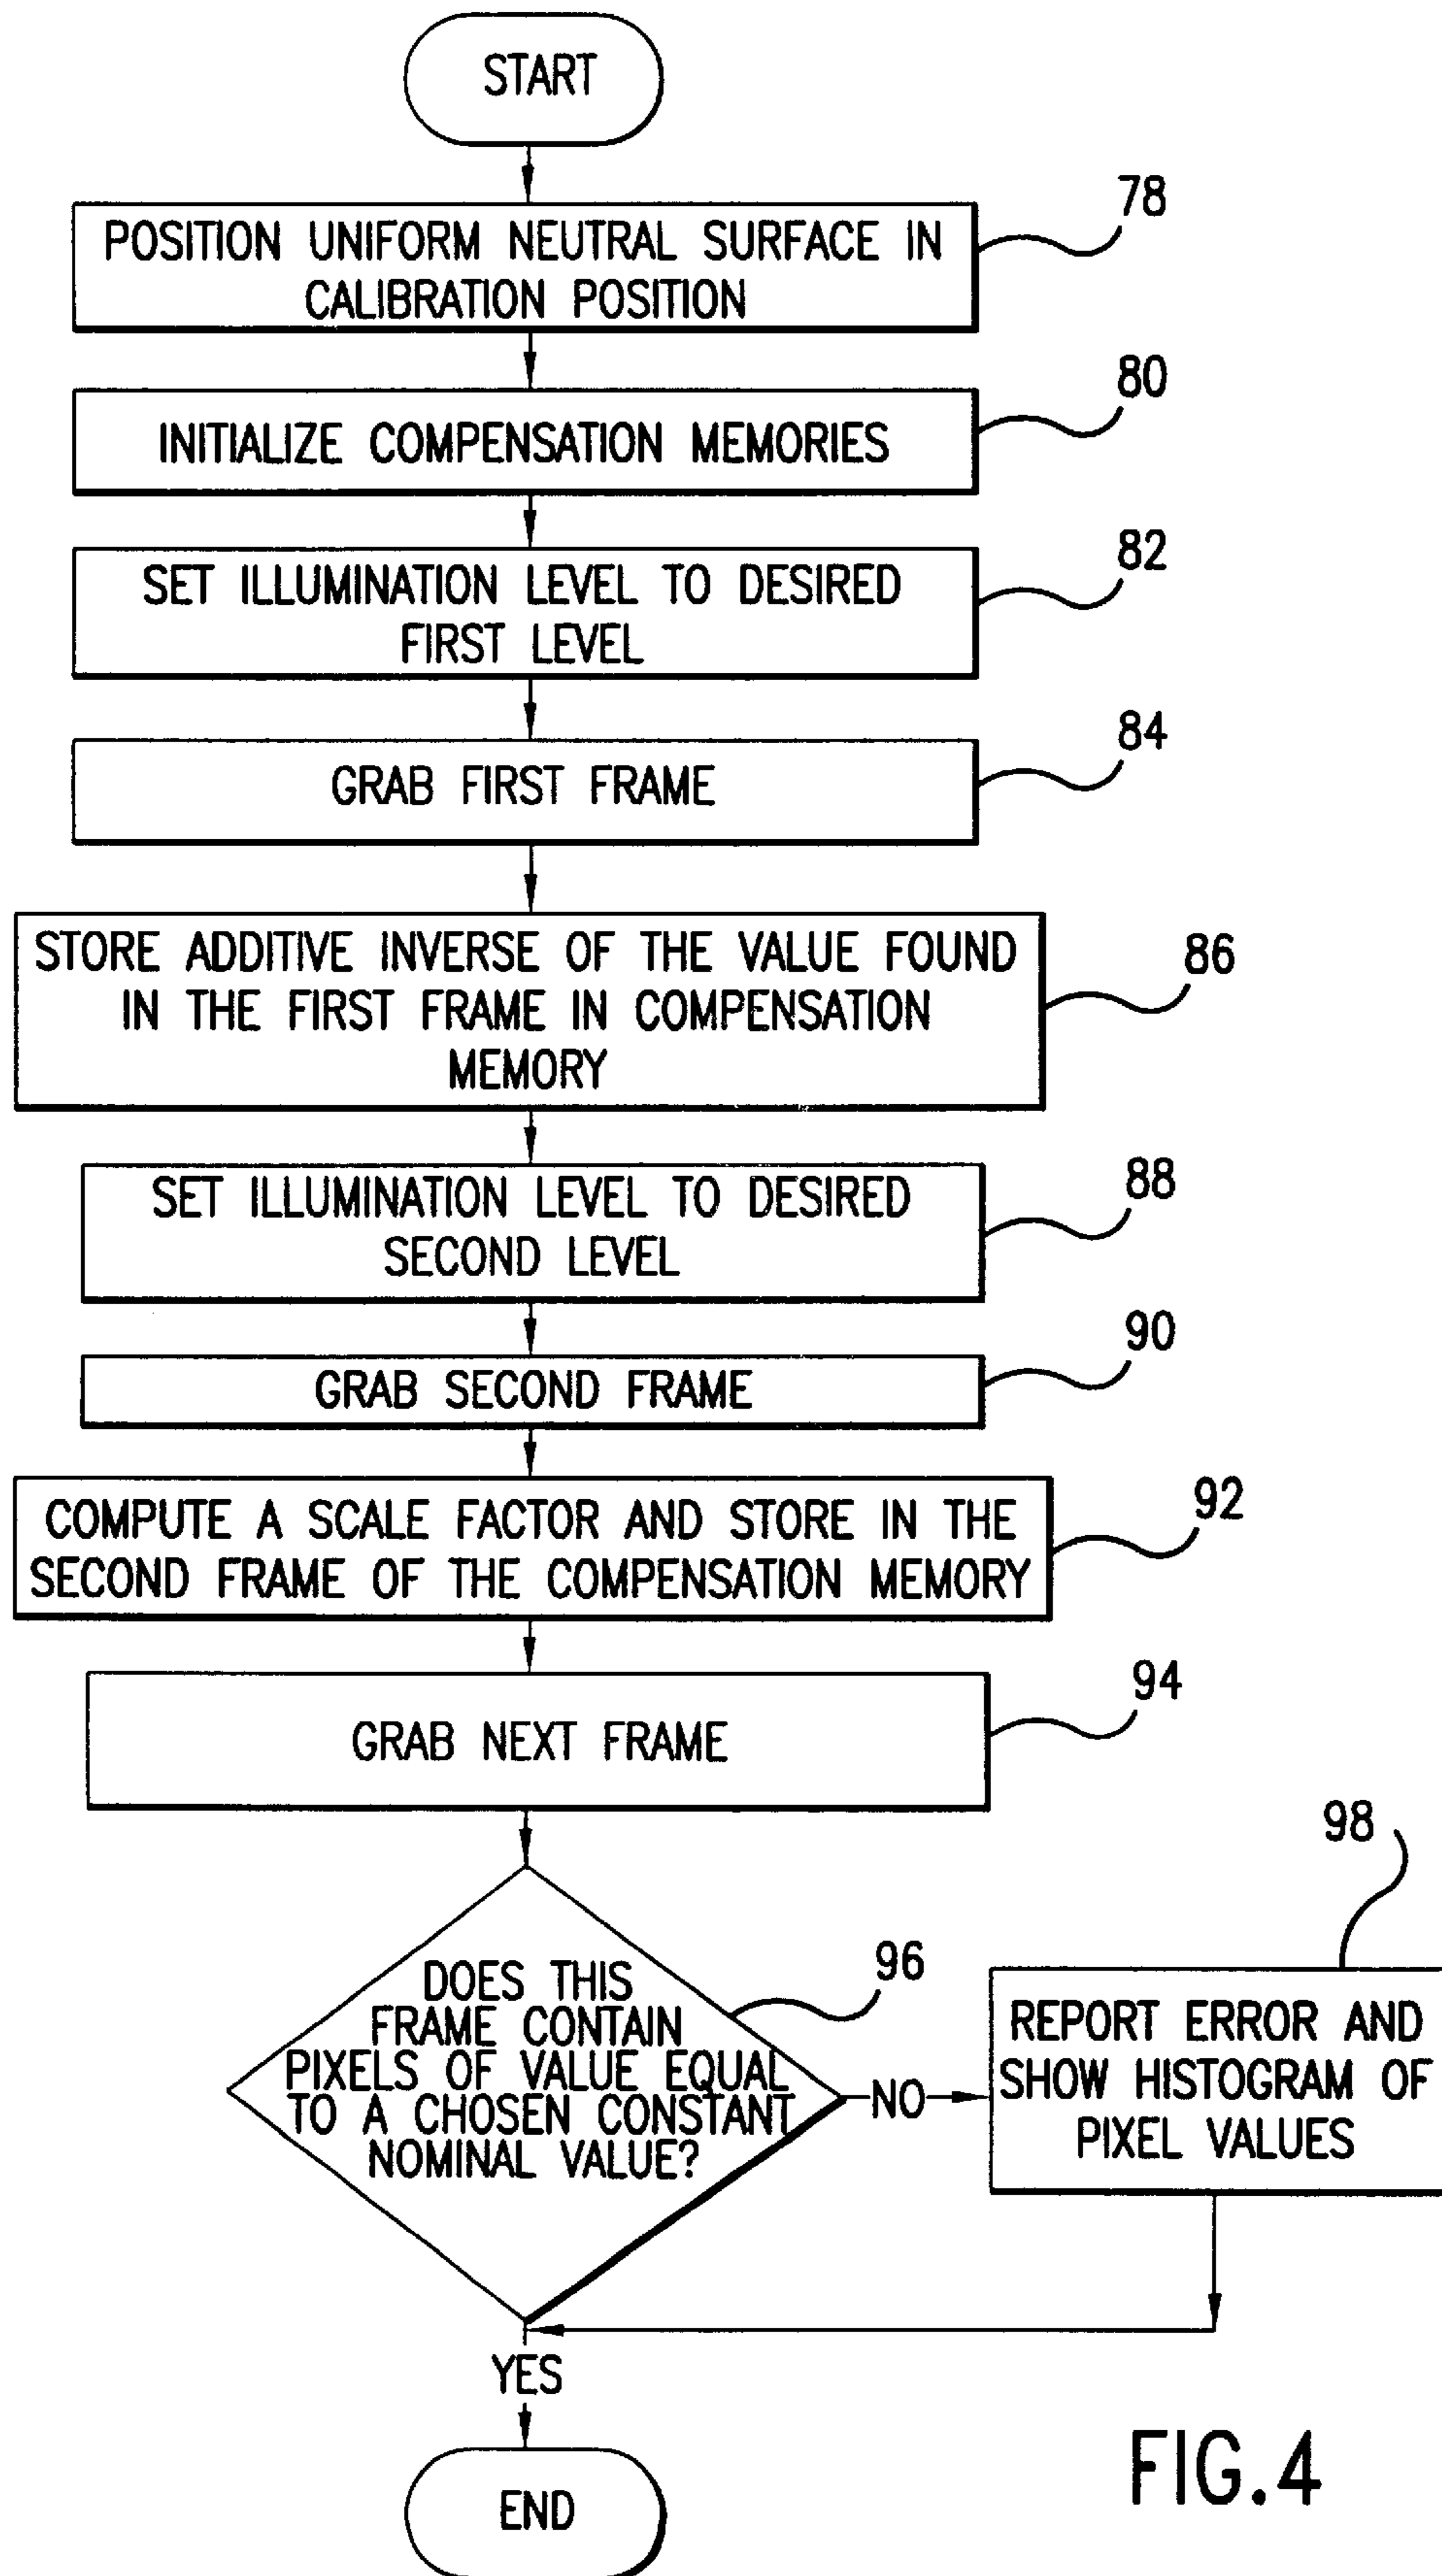 START
POSITION UNIFORM NEUTRAL SURFACE IN
CALIBRATION POSITION
78
INITIALIZE COMPENSATION MEMORIES
80
SET ILLUMINATION LEVEL TO DESIRED
FIRST LEVEL
82
GRAB FIRST FRAME
84
STORE ADDITIVE INVERSE OF THE VALUE FOUND
IN THE FIRST FRAME IN COMPENSATION
MEMORY
86
SET ILLUMINATION LEVEL TO DESIRED
SECOND LEVEL
88
GRAB SECOND FRAME
90
COMPUTE A SCALE FACTOR AND STORE IN THE
SECOND FRAME OF THE COMPENSATION MEMORY
92
GRAB NEXT FRAME
94
DOES THIS
FRAME CONTAIN
PIXELS OF VALUE EQUAL
TO A CHOSEN CONSTANT
NOMINAL VALUE?
96
NO
98
REPORT ERROR AND
SHOW HISTOGRAM OF
PIXEL VALUES
YES
END
FIG.4